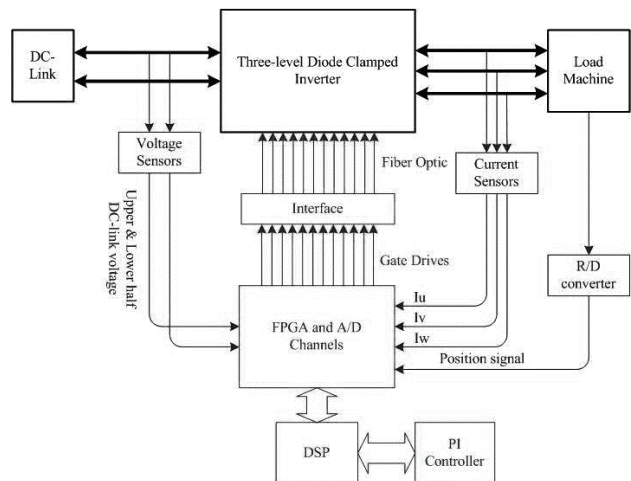 DC-
Link
Three-level Diode Clamped
Inverter
Load
Machine
Voltage
Sensors
Fiber Optic
Current
Sensors
Upper & Lower half
DC-link voltage
Interface
Gate Drives
R/D
converter
FPGA and A/D
Channels
Iu
Iv
Iw
Position signal
DSP
PI
Controller